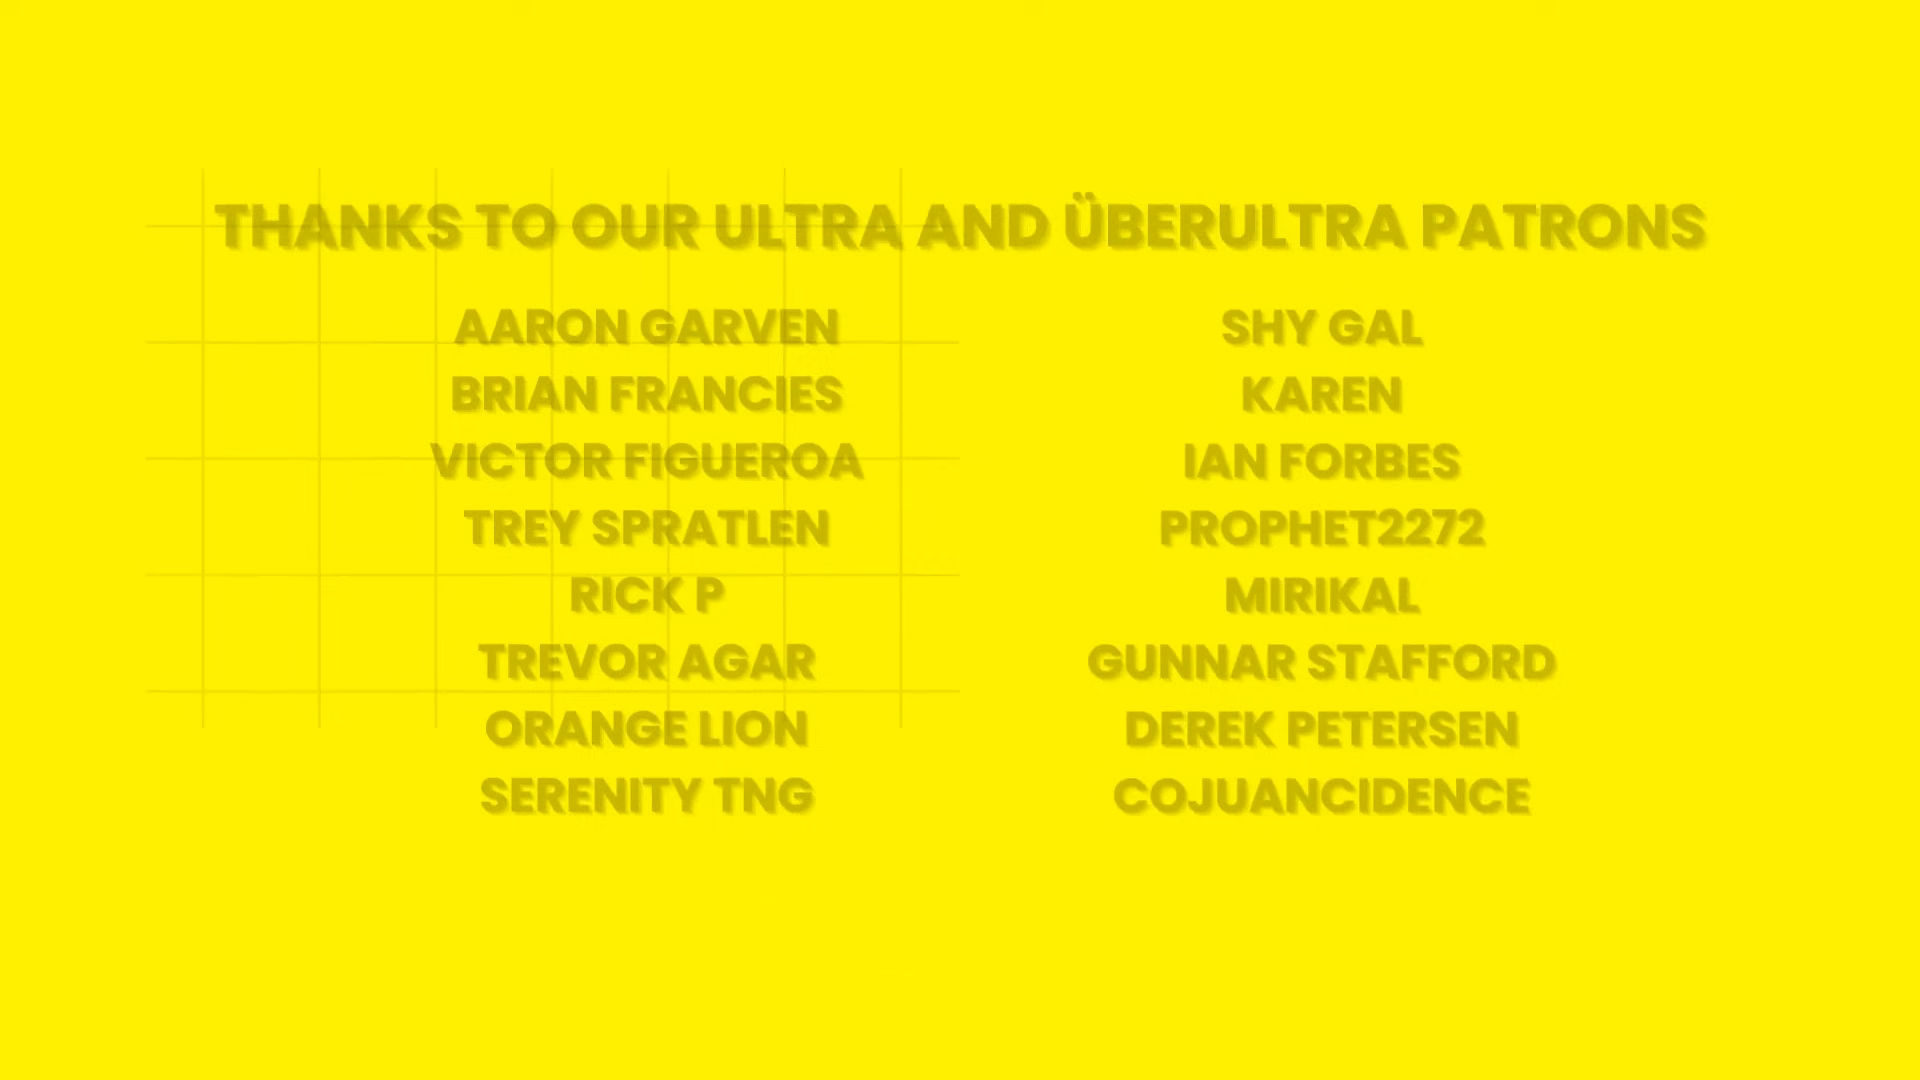 THANKS TO OUR ULTRA AND ÜBERULTRA PATRONS
AARON GARVEN
BRIAN FRANCIES
VICTOR FIGUEROA
TREY SPRATLEN
RICK P
TREVOR AGAR
ORANGE LION
SERENITY TNG
SHY GAL
KAREN
IAN FORBES
PROPHET2272
MIRIKAL
GUNNAR STAFFORD
DEREK PETERSEN
COJUANCIDENCE